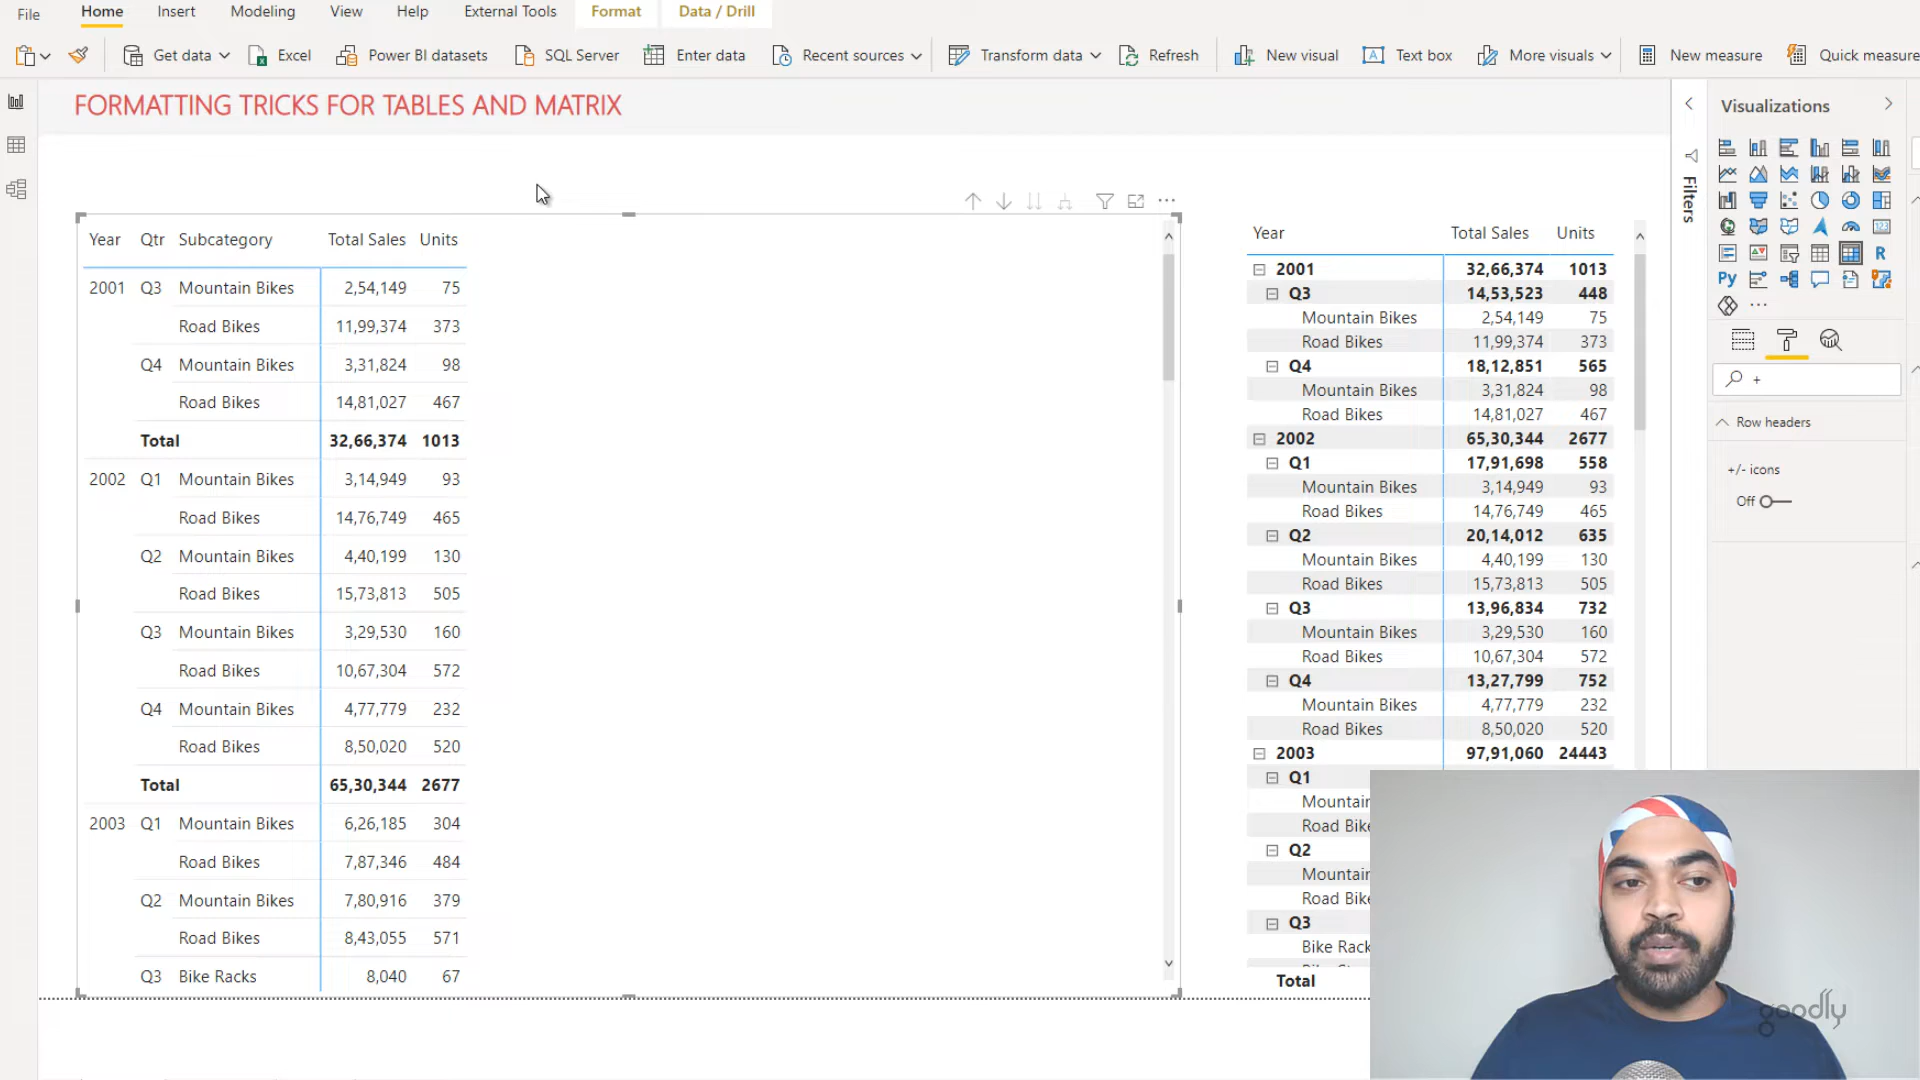 File Home Insert Modeling View Help External Tools Format Data / Drill
Get data Excel Power BI datasets SQL Server Enter data Recent sources Transform data Refresh New visual Text box More visuals New measure Quick measure
FORMATTING TRICKS FOR TABLES AND MATRIX
Year Qtr Subcategory Total Sales Units
2001 Q3 Mountain Bikes 2,54,149 75
Road Bikes 11,99,374 373
Q4 Mountain Bikes 3,31,824 98
Road Bikes 14,81,027 467
Total 32,66,374 1013
2002 Q1 Mountain Bikes 3,14,949 93
Road Bikes 14,76,749 465
Q2 Mountain Bikes 4,40,199 130
Road Bikes 15,73,813 505
Q3 Mountain Bikes 3,29,530 160
Road Bikes 10,67,304 572
Q4 Mountain Bikes 4,77,779 232
Road Bikes 8,50,020 520
Total 65,30,344 2677
2003 Q1 Mountain Bikes 6,26,185 304
Road Bikes 7,87,346 484
Q2 Mountain Bikes 7,80,916 379
Road Bikes 8,43,055 571
Q3 Bike Racks 8,040 67
Year Total Sales Units
2001 32,66,374 1013
Q3 14,53,523 448
Mountain Bikes 2,54,149 75
Road Bikes 11,99,374 373
Q4 18,12,851 565
Mountain Bikes 3,31,824 98
Road Bikes 14,81,027 467
2002 65,30,344 2677
Q1 17,91,698 558
Mountain Bikes 3,14,949 93
Road Bikes 14,76,749 465
Q2 20,14,012 635
Mountain Bikes 4,40,199 130
Road Bikes 15,73,813 505
Q3 13,96,834 732
Mountain Bikes 3,29,530 160
Road Bikes 10,67,304 572
Q4 13,27,799 752
Mountain Bikes 4,77,779 232
Road Bikes 8,50,020 520
2003 97,91,060 24443
Q1
Mountain
Road Bike
Q2
Mountain
Road Bike
Q3
Bike Rack
Total
Filters
Visualizations
R
Py
+
Row headers
+/- icons
Off
goodly